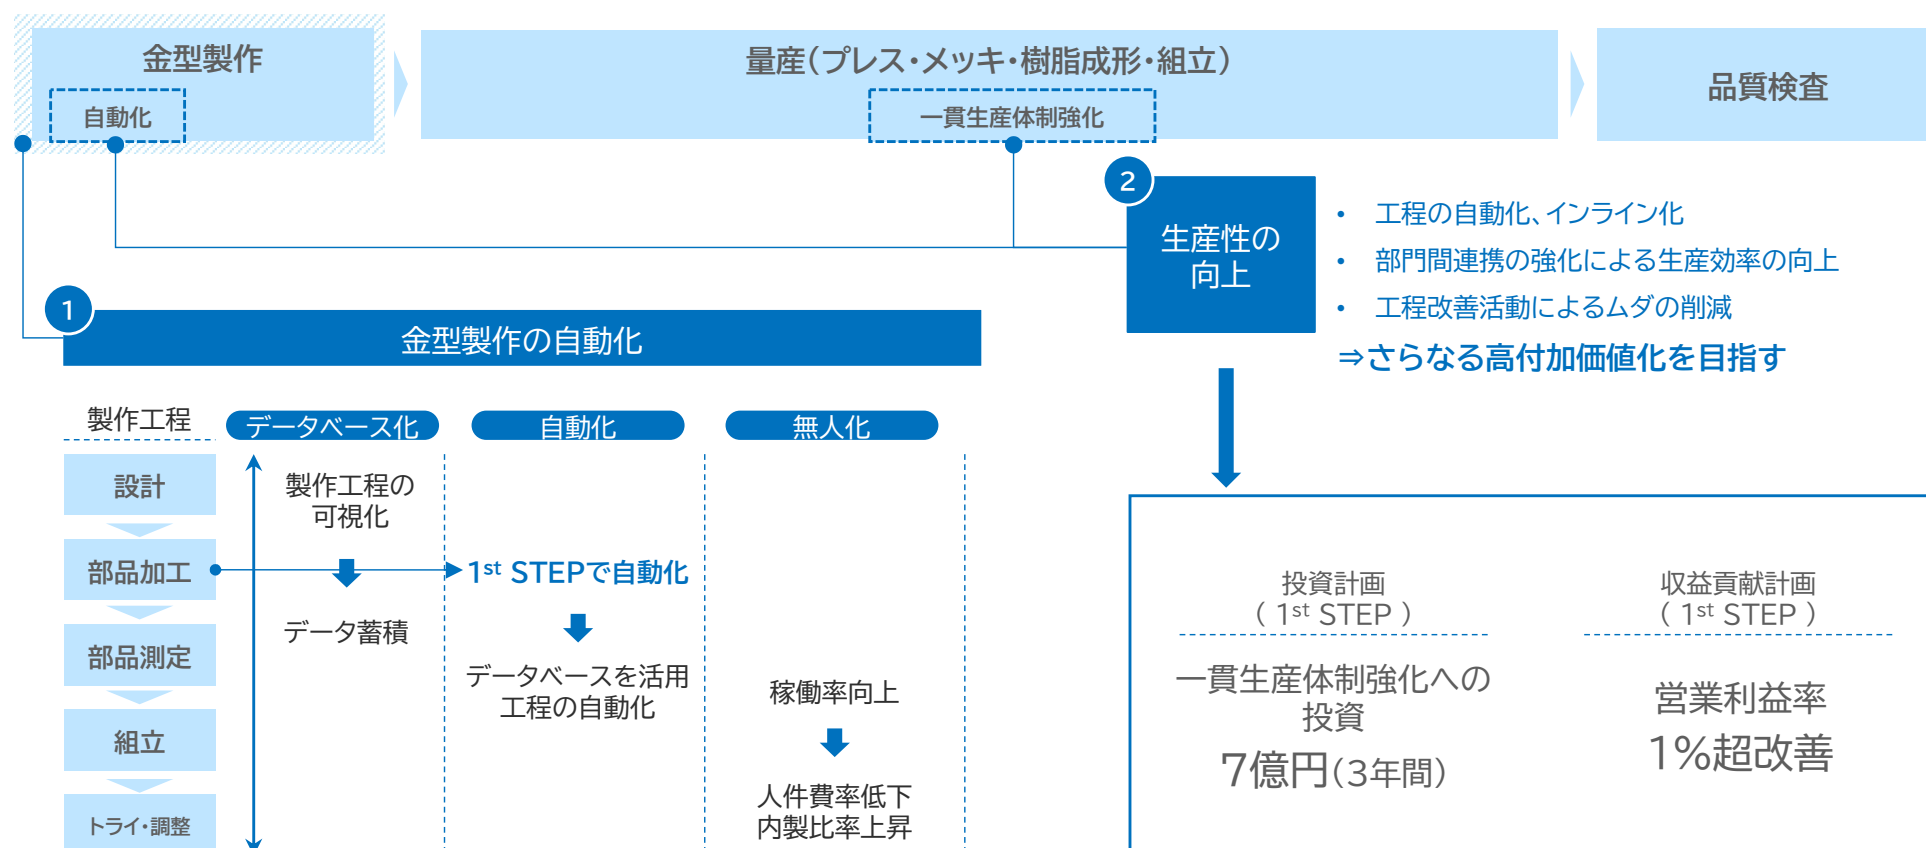 金型製作
自動化
量産(プレス・メッキ・樹脂成形・組立)
一貫生産体制強化
品質検査
2
生産性の
向上
• 工程の自動化、インライン化
• 部門間連携の強化による生産効率の向上
• 工程改善活動によるムダの削減
⇒さらなる高付加価値化を目指す
1
金型製作の自動化
製作工程
データベース化
自動化
無人化
設計
部品加工
部品測定
組立
トライ・調整
製作工程の
可視化
データ蓄積
1st STEPで自動化
データベースを活用
工程の自動化
稼働率向上
人件費率低下
内製比率上昇
投資計画
( 1st STEP )
一貫生産体制強化への
投資
7億円(3年間)
収益貢献計画
( 1st STEP )
営業利益率
1%超改善